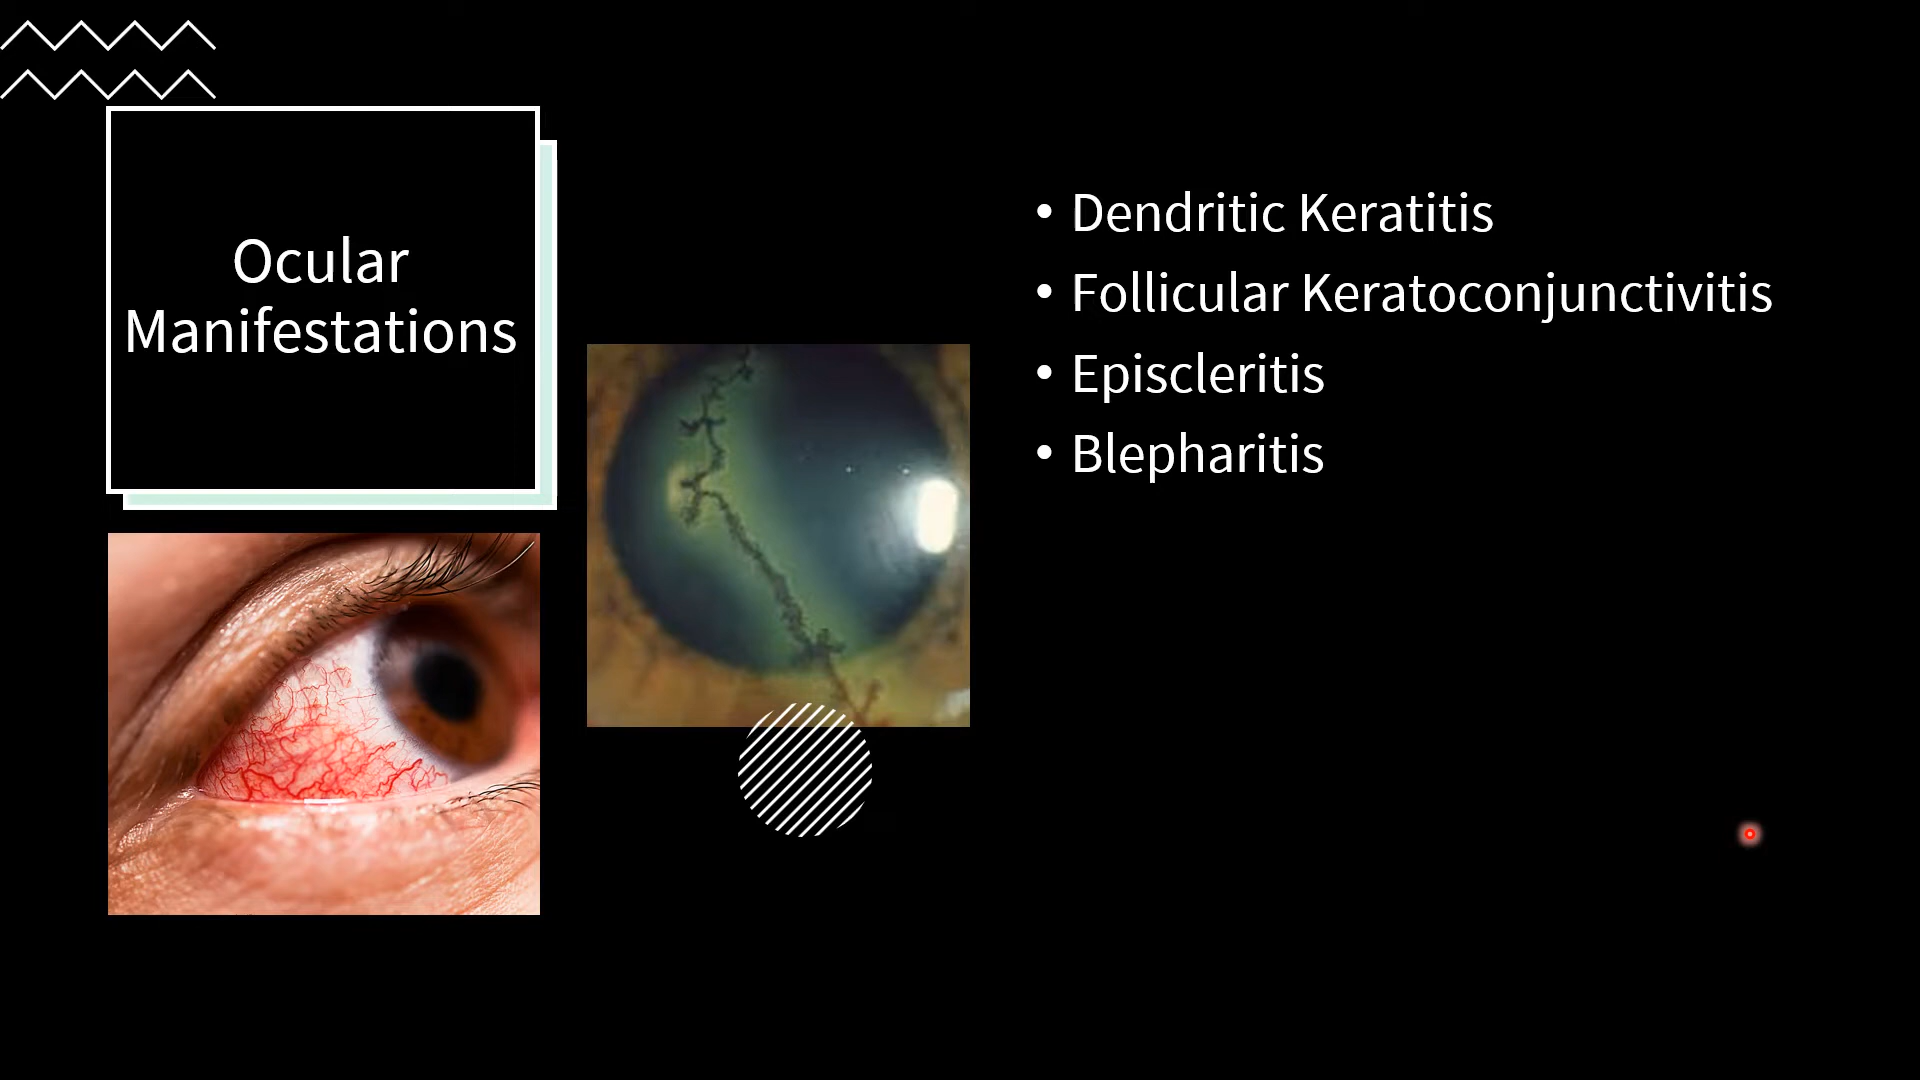 Ocular
Manifestations
• Dendritic Keratitis
• Follicular Keratoconjunctivitis
• Episcleritis
• Blepharitis